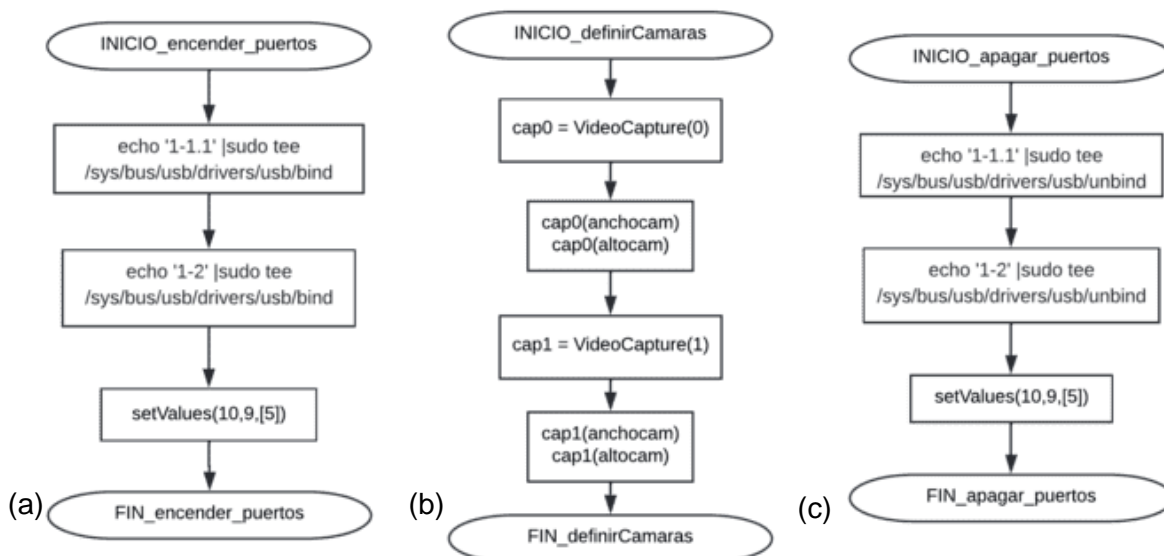 INICIO_encender_puertos
echo '1-1.1' |sudo tee
/sys/bus/usb/drivers/usb/bind
echo '1-2' |sudo tee
/sys/bus/usb/drivers/usb/bind
setValues(10,9,[5])
(a)
FIN_encender_puertos
INICIO_definirCamaras
cap0 = VideoCapture(0)
cap0(anchocam)
cap0(altocam)
cap1 = VideoCapture(1)
cap1(anchocam)
cap1(altocam)
(b)
FIN_definirCamaras
INICIO_apagar_puertos
echo '1-1.1' |sudo tee
/sys/bus/usb/drivers/usb/unbind
echo '1-2' |sudo tee
/sys/bus/usb/drivers/usb/unbind
setValues(10,9,[5])
(c)
FIN_apagar_puertos